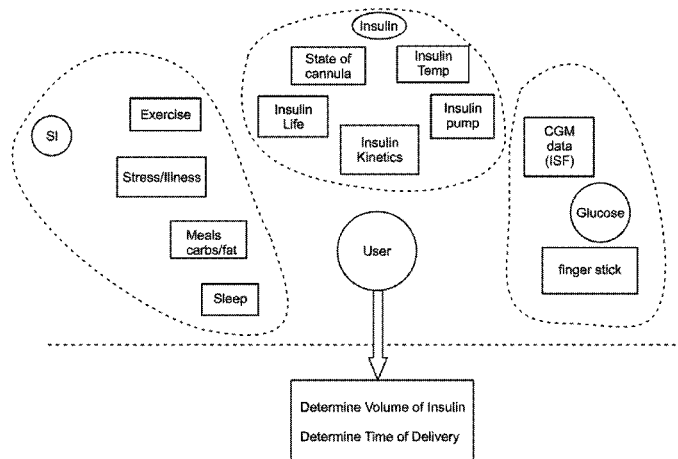 Insulin
State of
cannula
Insulin
Temp
Insulin
Life
Insulin
pump
Insulin
Kinetics
SI
Exercise
Stress/Illness
Meals
carbs/fat
Sleep
CGM
data
(ISF)
Glucose
finger stick
User
Determine Volume of Insulin
Determine Time of Delivery